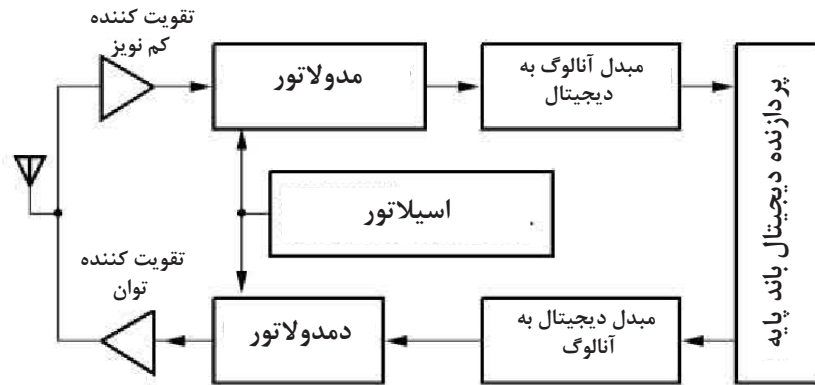 تقویت کننده
کم نویز
مدولاتور
مبدل آنالوگ به
دیجیتال
پردازنده دیجیتال باند پایه
اسیلاتور
تقویت کننده
توان
دمدولاتور
مبدل دیجیتال به
آنالوگ